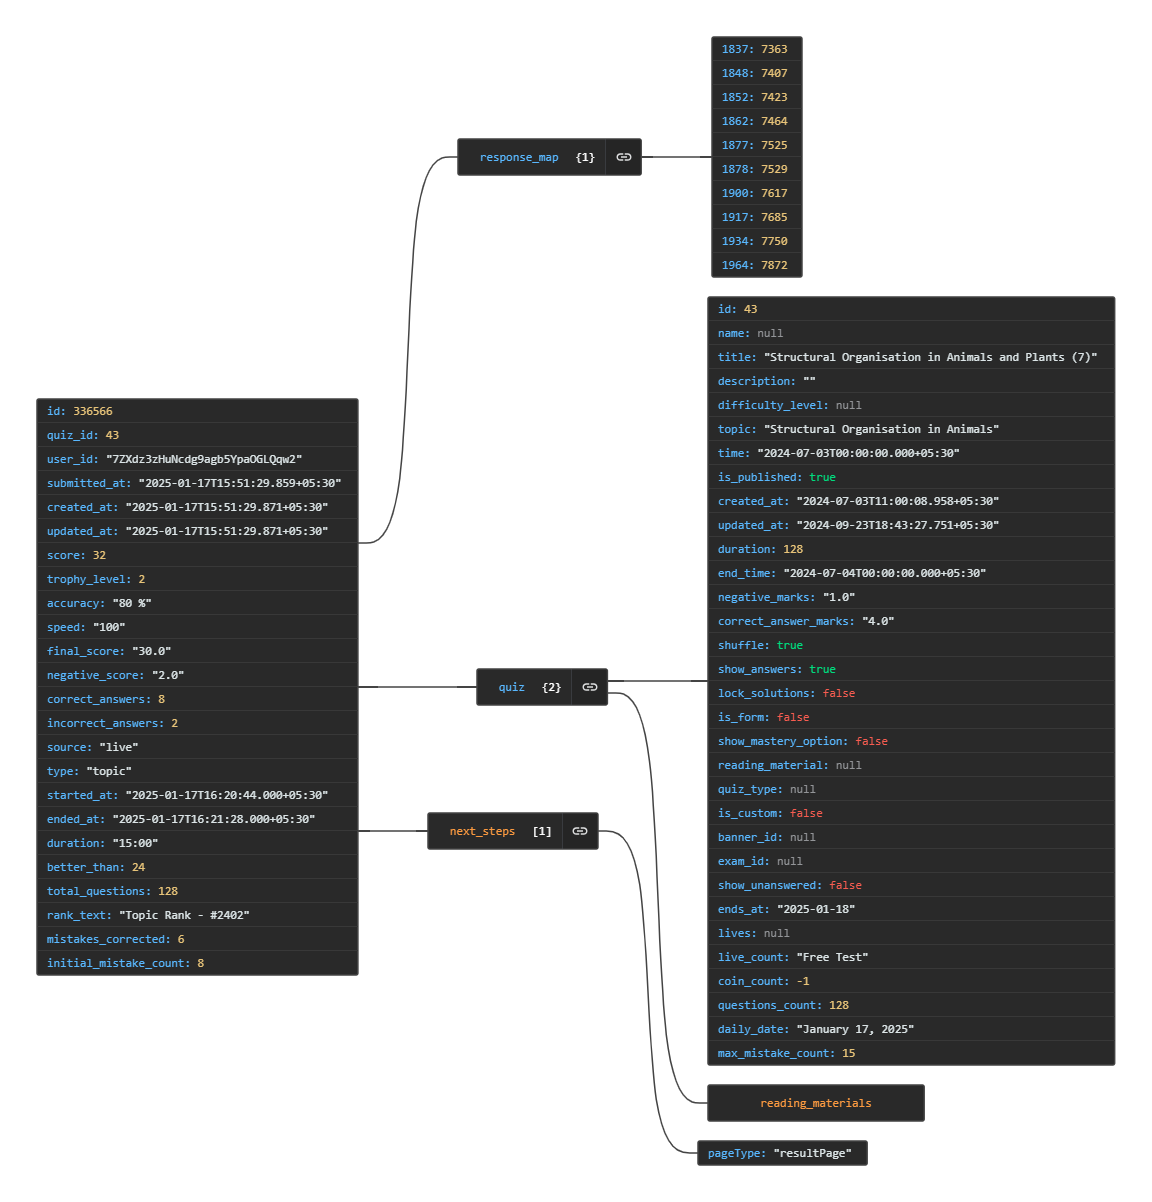 id: 336566
quiz_id: 43
user_id: "7ZXdz3zHuNcdg9agb5YpaOGLQqw2"
submitted_at: "2025-01-17T15:51:29.859+05:30"
created_at: "2025-01-17T15:51:29.871+05:30"
updated_at: "2025-01-17T15:51:29.871+05:30"
score: 32
trophy_level: 2
accuracy: "80 %"
speed: "100"
final_score: "30.0"
negative_score: "2.0"
correct_answers: 8
incorrect_answers: 2
source: "live"
type: "topic"
started_at: "2025-01-17T16:20:44.000+05:30"
ended_at: "2025-01-17T16:21:28.000+05:30"
duration: "15:00"
better_than: 24
total_questions: 128
rank_text: "Topic Rank - #2402"
mistakes_corrected: 6
initial_mistake_count: 8
response_map {1}
1837: 7363
1848: 7407
1852: 7423
1862: 7464
1877: 7525
1878: 7529
1900: 7617
1917: 7685
1934: 7750
1964: 7872
quiz {2}
id: 43
name: null
title: "Structural Organisation in Animals and Plants (7)"
description: ""
difficulty_level: null
topic: "Structural Organisation in Animals"
time: "2024-07-03T00:00:00.000+05:30"
is_published: true
created_at: "2024-07-03T11:00:08.958+05:30"
updated_at: "2024-09-23T18:43:27.751+05:30"
duration: 128
end_time: "2024-07-04T00:00:00.000+05:30"
negative_marks: "1.0"
correct_answer_marks: "4.0"
shuffle: true
show_answers: true
lock_solutions: false
is_form: false
show_mastery_option: false
reading_material: null
quiz_type: null
is_custom: false
banner_id: null
exam_id: null
show_unanswered: false
ends_at: "2025-01-18"
lives: null
live_count: "Free Test"
coin_count: -1
questions_count: 128
daily_date: "January 17, 2025"
max_mistake_count: 15
reading_materials
next_steps [1]
pageType: "resultPage"